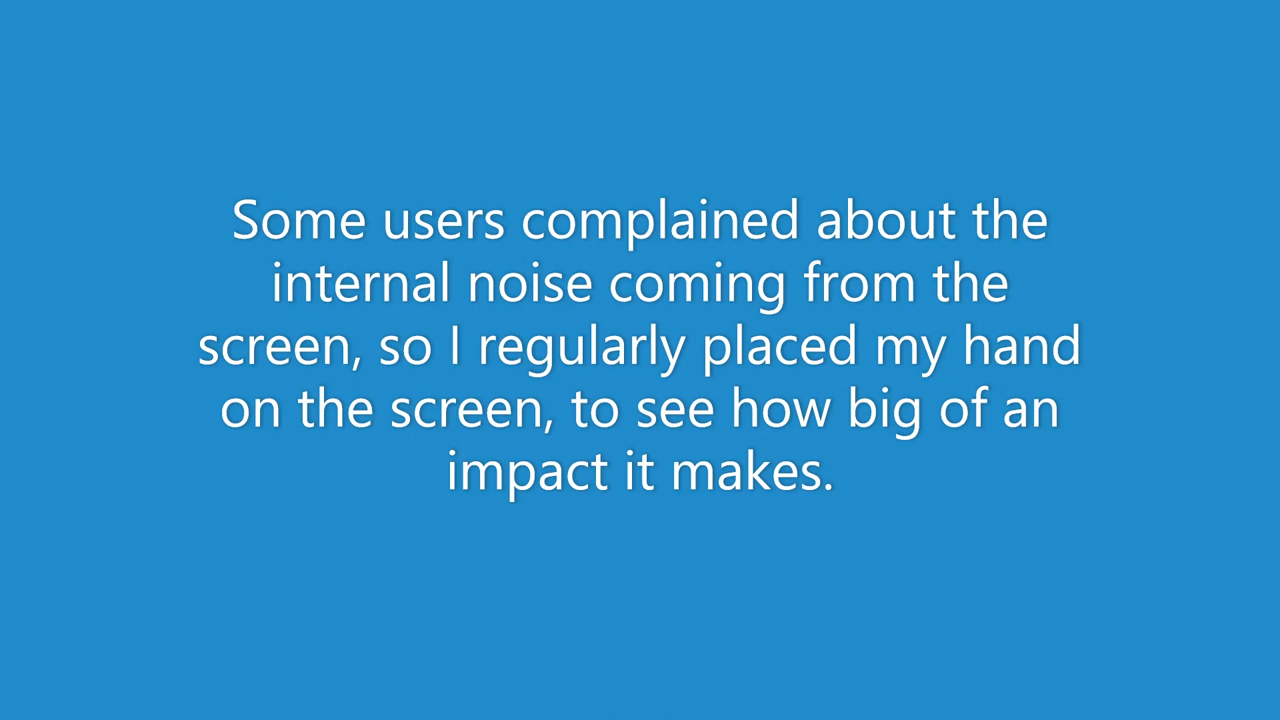 Some users complained about the
internal noise coming from the
screen, so I regularly placed my hand
on the screen, to see how big of an
impact it makes.